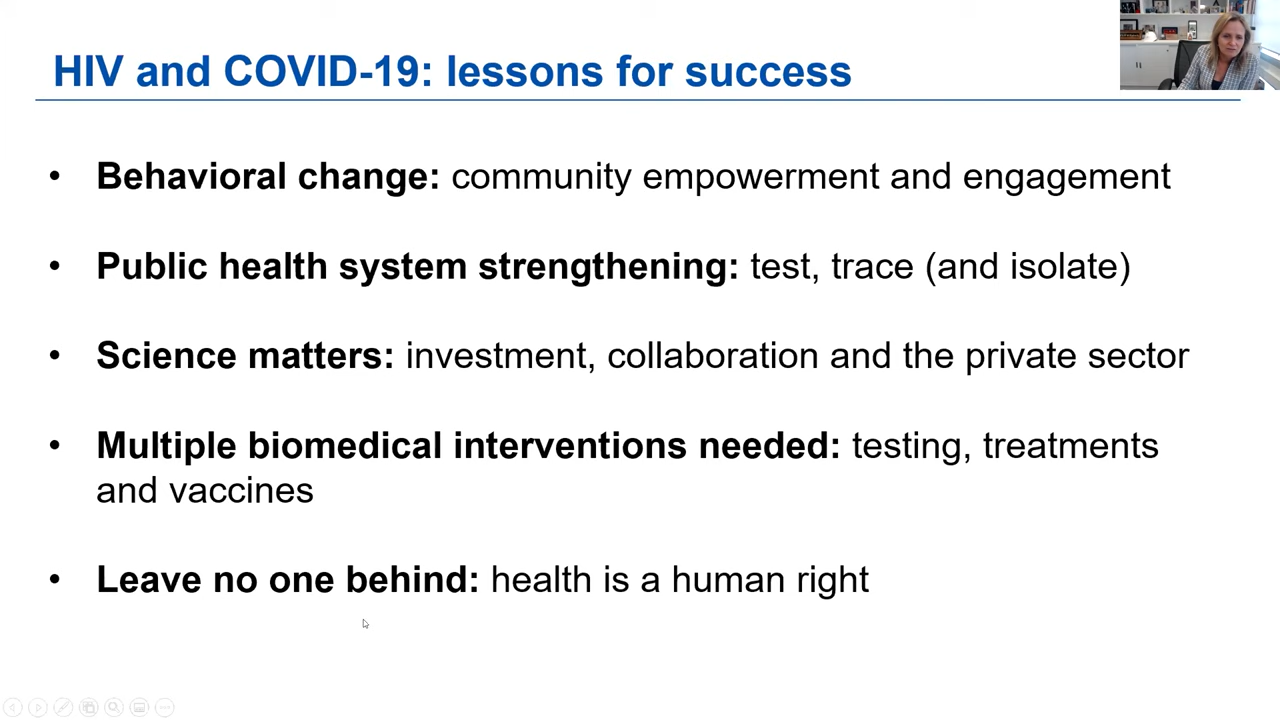 HIV and COVID-19: lessons for success
• Behavioral change: community empowerment and engagement
• Public health system strengthening: test, trace (and isolate)
• Science matters: investment, collaboration and the private sector
• Multiple biomedical interventions needed: testing, treatments
and vaccines
• Leave no one behind: health is a human right